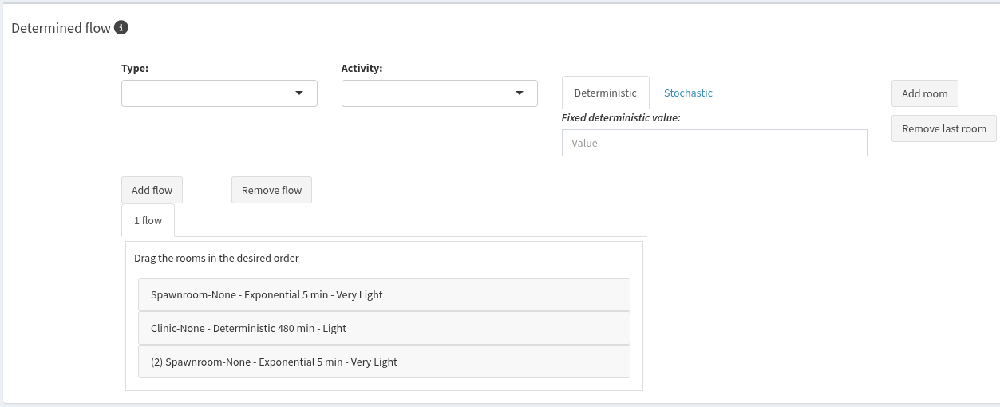 Determined flow
Type:
Activity:
Deterministic
Stochastic
Fixed deterministic value:
Value
Add room
Remove last room
Add flow
Remove flow
1 flow
Drag the rooms in the desired order
Spawnroom-None - Exponential 5 min - Very Light
Clinic-None - Deterministic 480 min - Light
(2) Spawnroom-None - Exponential 5 min - Very Light